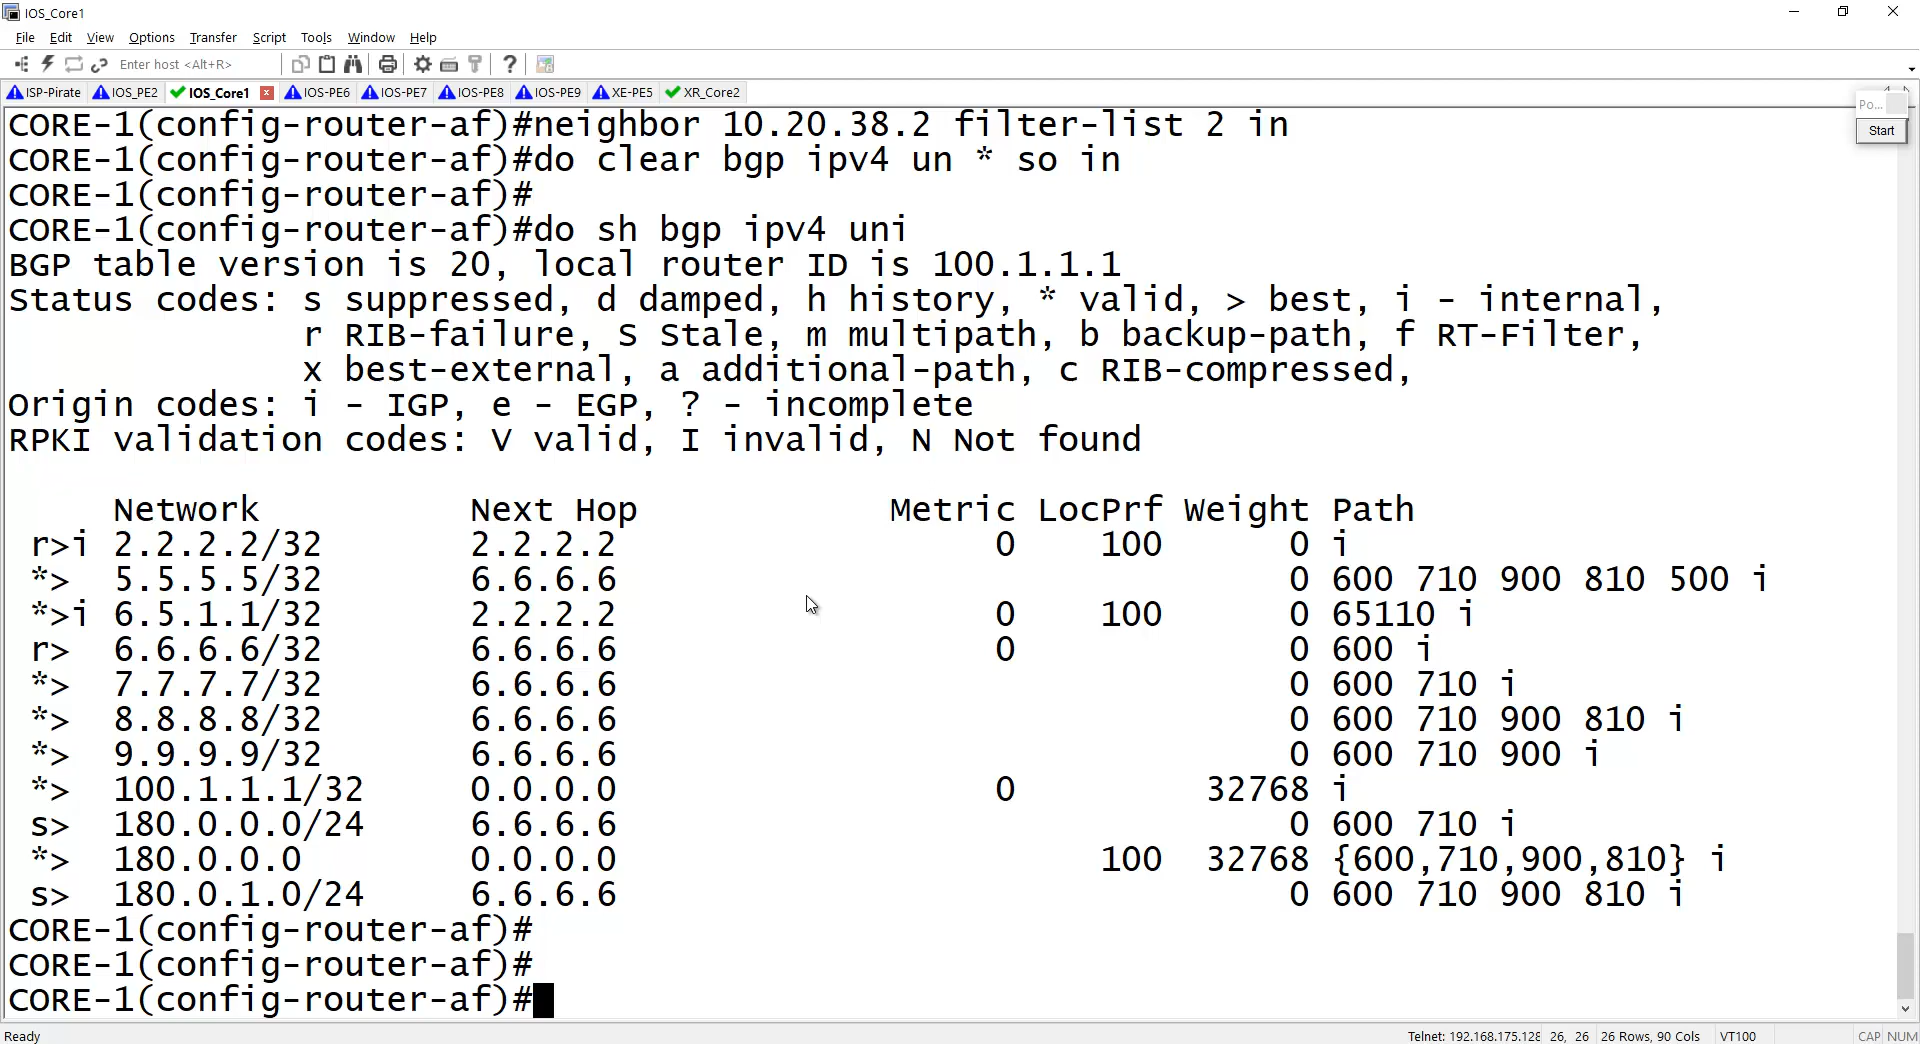 IOS_Core1
File Edit View Options Transfer Script Tools Window Help
Enter host <Alt+R>
ISP-Pirate IOS_PE2 IOS_Core1 IOS-PE6 IOS-PE7 IOS-PE8 IOS-PE9 XE-PE5 XR_Core2
Po...
Start
CORE-1(config-router-af)#neighbor 10.20.38.2 filter-list 2 in
CORE-1(config-router-af)#do clear bgp ipv4 un * so in
CORE-1(config-router-af)#
CORE-1(config-router-af)#do sh bgp ipv4 uni
BGP table version is 20, local router ID is 100.1.1.1
Status codes: s suppressed, d damped, h history, * valid, > best, i - internal,
r RIB-failure, S Stale, m multipath, b backup-path, f RT-Filter,
x best-external, a additional-path, c RIB-compressed,
Origin codes: i - IGP, e - EGP, ? - incomplete
RPKI validation codes: V valid, I invalid, N Not found
Network Next Hop Metric LocPrf Weight Path
r>i 2.2.2.2/32 2.2.2.2 0 100 0 i
*> 5.5.5.5/32 6.6.6.6 0 600 710 900 810 500 i
*>i 6.5.1.1/32 2.2.2.2 0 100 0 65110 i
r> 6.6.6.6/32 6.6.6.6 0 0 600 i
*> 7.7.7.7/32 6.6.6.6 0 600 710 i
*> 8.8.8.8/32 6.6.6.6 0 600 710 900 810 i
*> 9.9.9.9/32 6.6.6.6 0 600 710 900 i
*> 100.1.1.1/32 0.0.0.0 0 32768 i
s> 180.0.0.0/24 6.6.6.6 0 600 710 i
*> 180.0.0.0 0.0.0.0 100 32768 {600,710,900,810} i
s> 180.0.1.0/24 6.6.6.6 0 600 710 900 810 i
CORE-1(config-router-af)#
CORE-1(config-router-af)#
CORE-1(config-router-af)#
Ready Telnet: 192.168.175.128 26, 26 26 Rows, 90 Cols VT100 CAP NUM